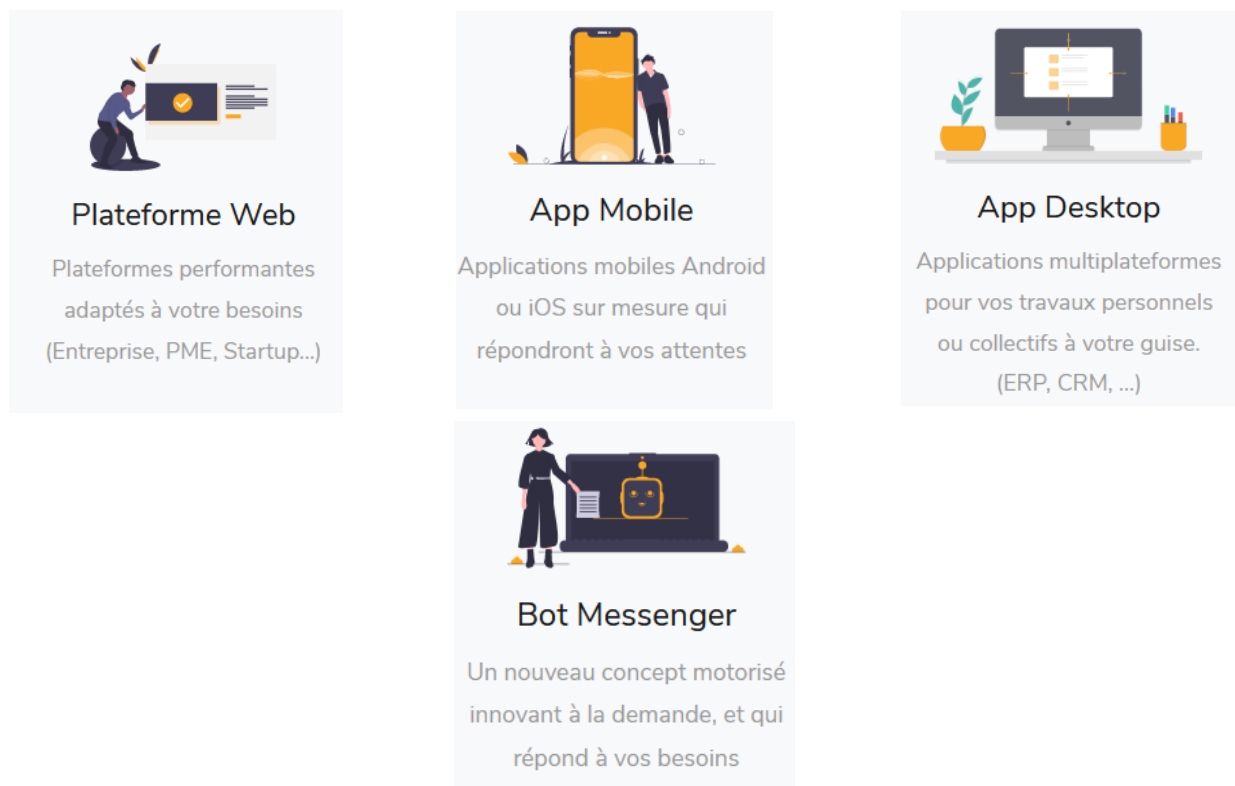 Plateforme Web
Plateformes performantes
adaptés à votre besoins
(Entreprise, PME, Startup...)
App Mobile
Applications mobiles Android
ou iOS sur mesure qui
répondront à vos attentes
App Desktop
Applications multiplateformes
pour vos travaux personnels
ou collectifs à votre guise.
(ERP, CRM, ...)
Bot Messenger
Un nouveau concept motorisé
innovant à la demande, et qui
répond à vos besoins